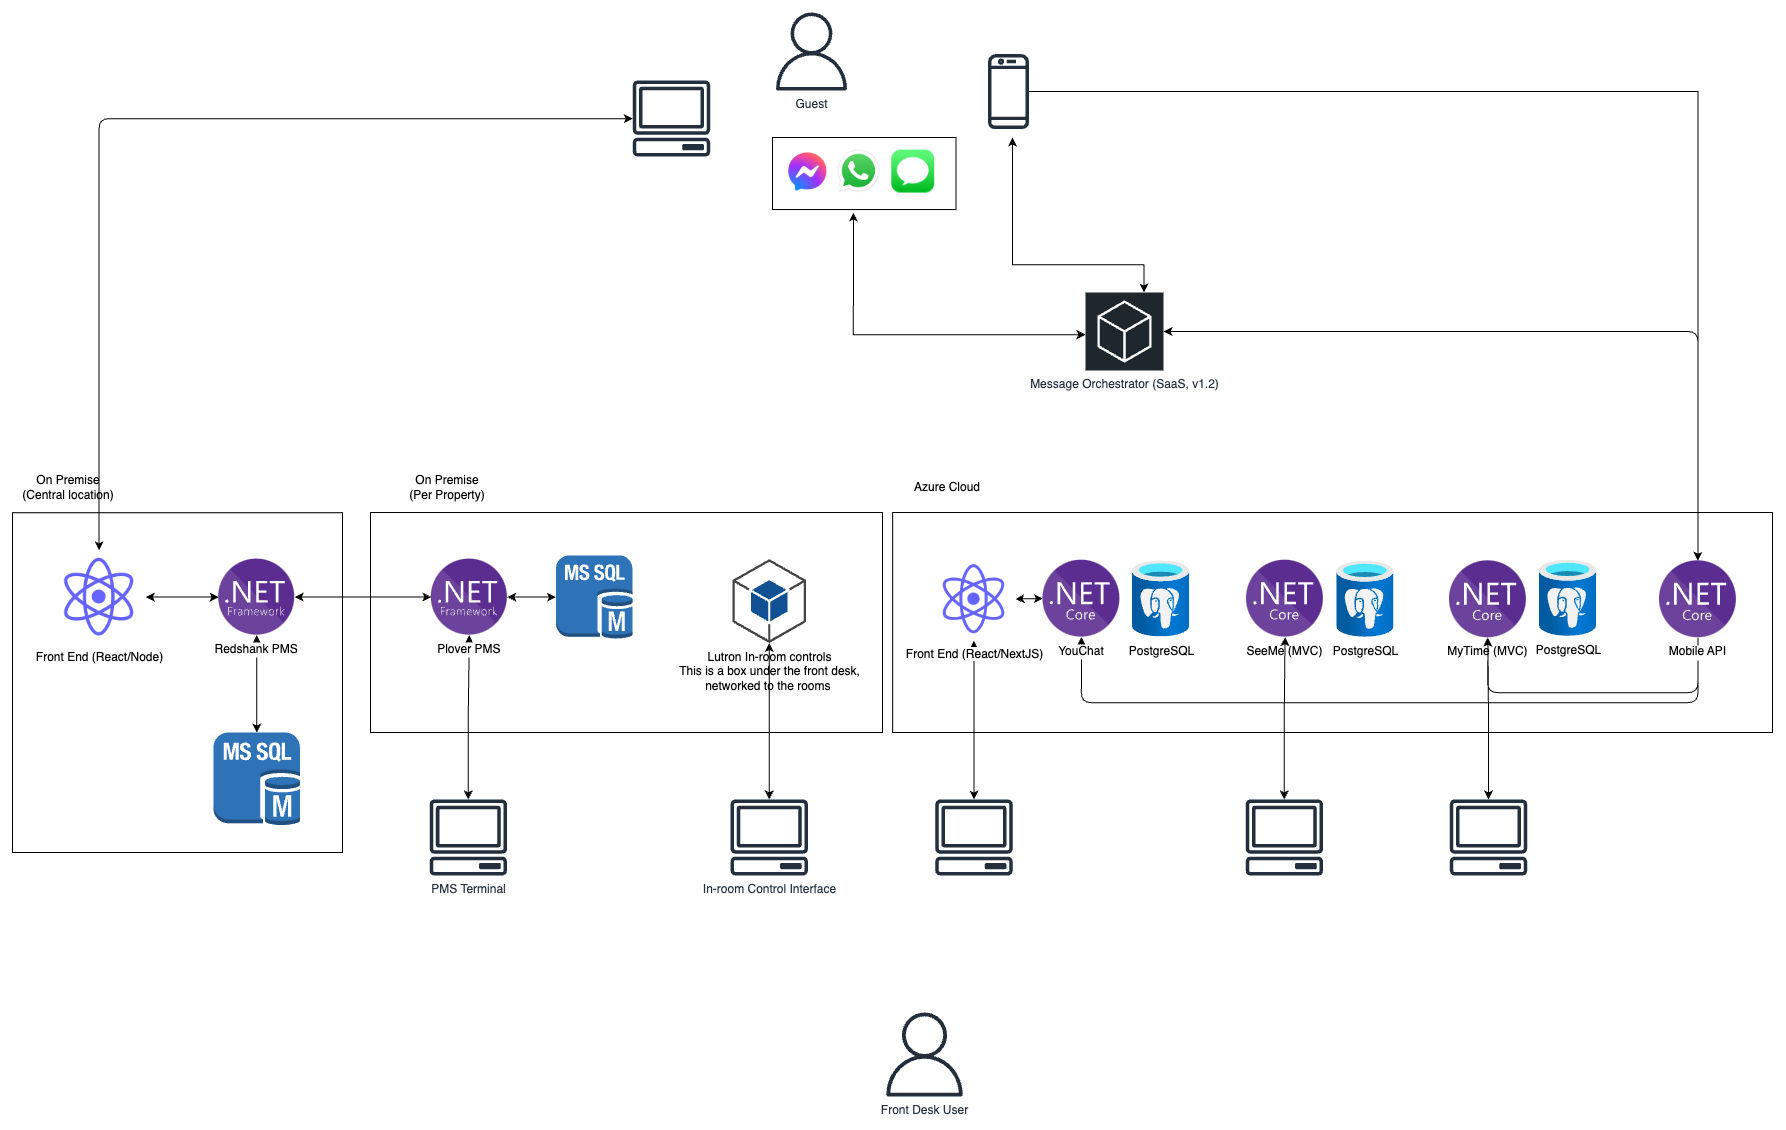 Guest
Message Orchestrator (SaaS, v1.2)
On Premise
(Central location)
On Premise
(Per Property)
Azure Cloud
.NET
Framework
Front End (React/Node)
Redshank PMS
MS SQL
M
.NET
Framework
Plover PMS
MS SQL
M
Lutron In-room controls
This is a box under the front desk,
networked to the rooms
Front End (React/NextJS)
.NET
Core
YouChat
PostgreSQL
.NET
Core
SeeMe (MVC)
PostgreSQL
.NET
Core
MyTime (MVC)
PostgreSQL
.NET
Core
Mobile API
PMS Terminal
In-room Control Interface
Front Desk User